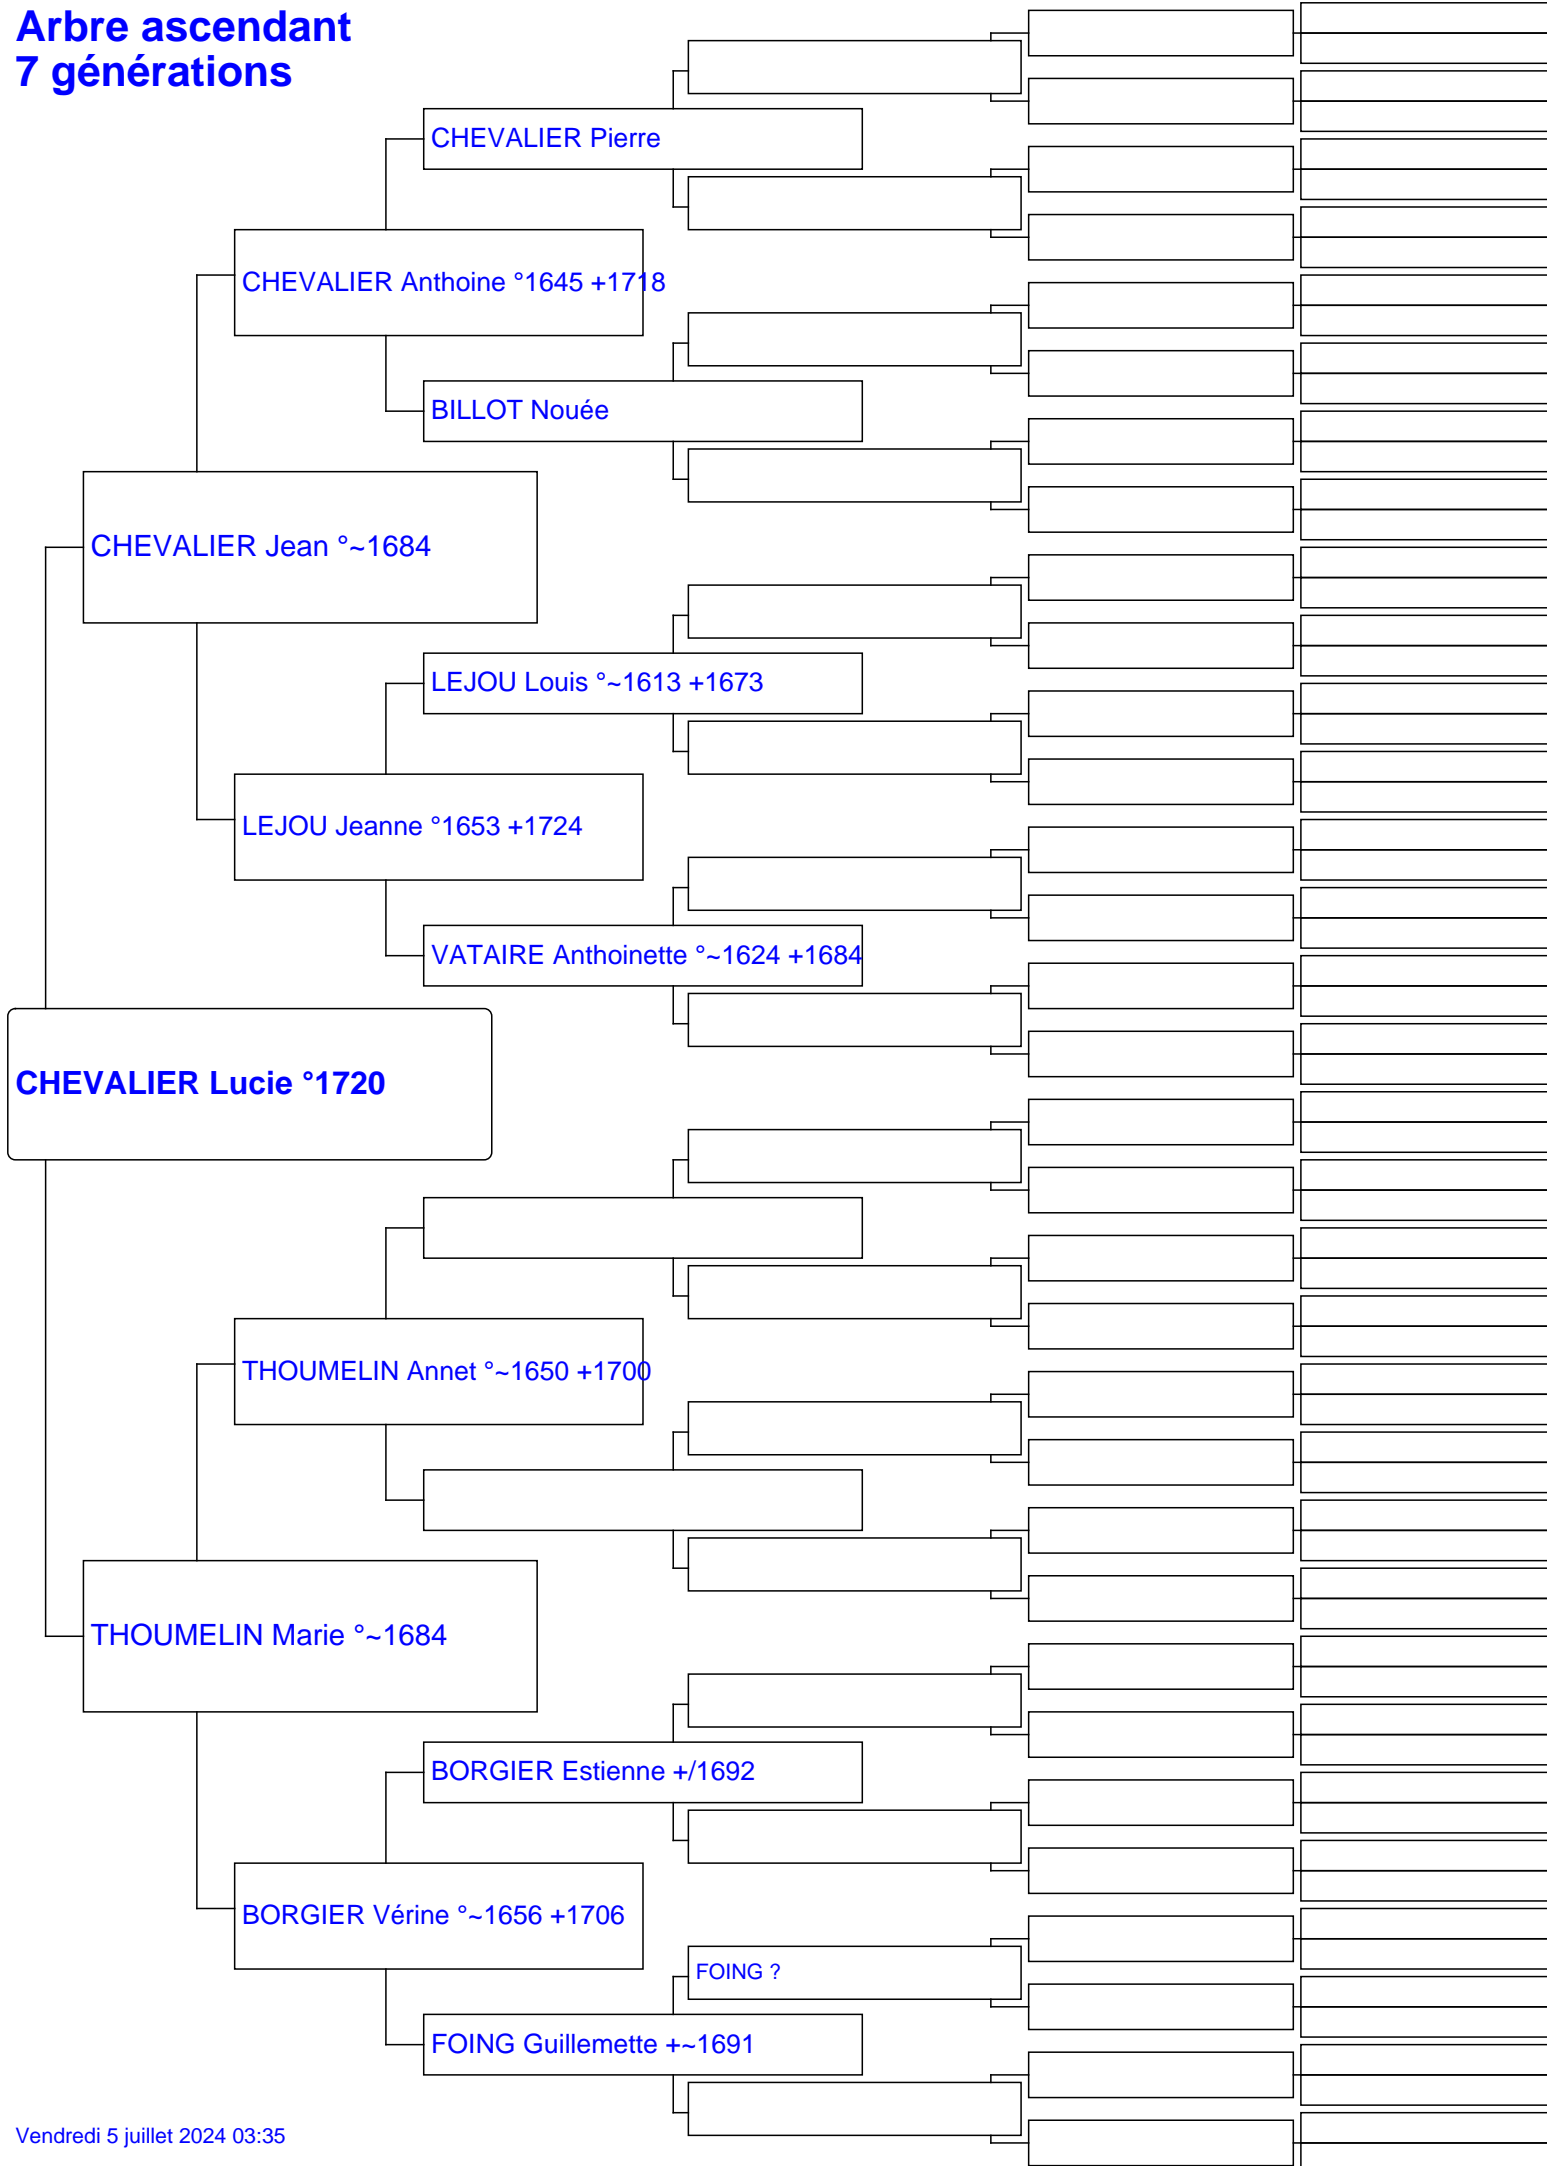 Arbre ascendant
7 générations
CHEVALIER Pierre
CHEVALIER Anthoine °1645 +1718
BILLOT Nouée
CHEVALIER Jean °~1684
LEJOU Louis °~1613 +1673
LEJOU Jeanne °1653 +1724
VATAIRE Anthoinette °~1624 +1684
CHEVALIER Lucie °1720
THOUMELIN Annet °~1650 +1700
THOUMELIN Marie °~1684
BORGIER Estienne +/1692
BORGIER Vérine °~1656 +1706
FOING ?
FOING Guillemette +~1691
Vendredi 5 juillet 2024 03:35